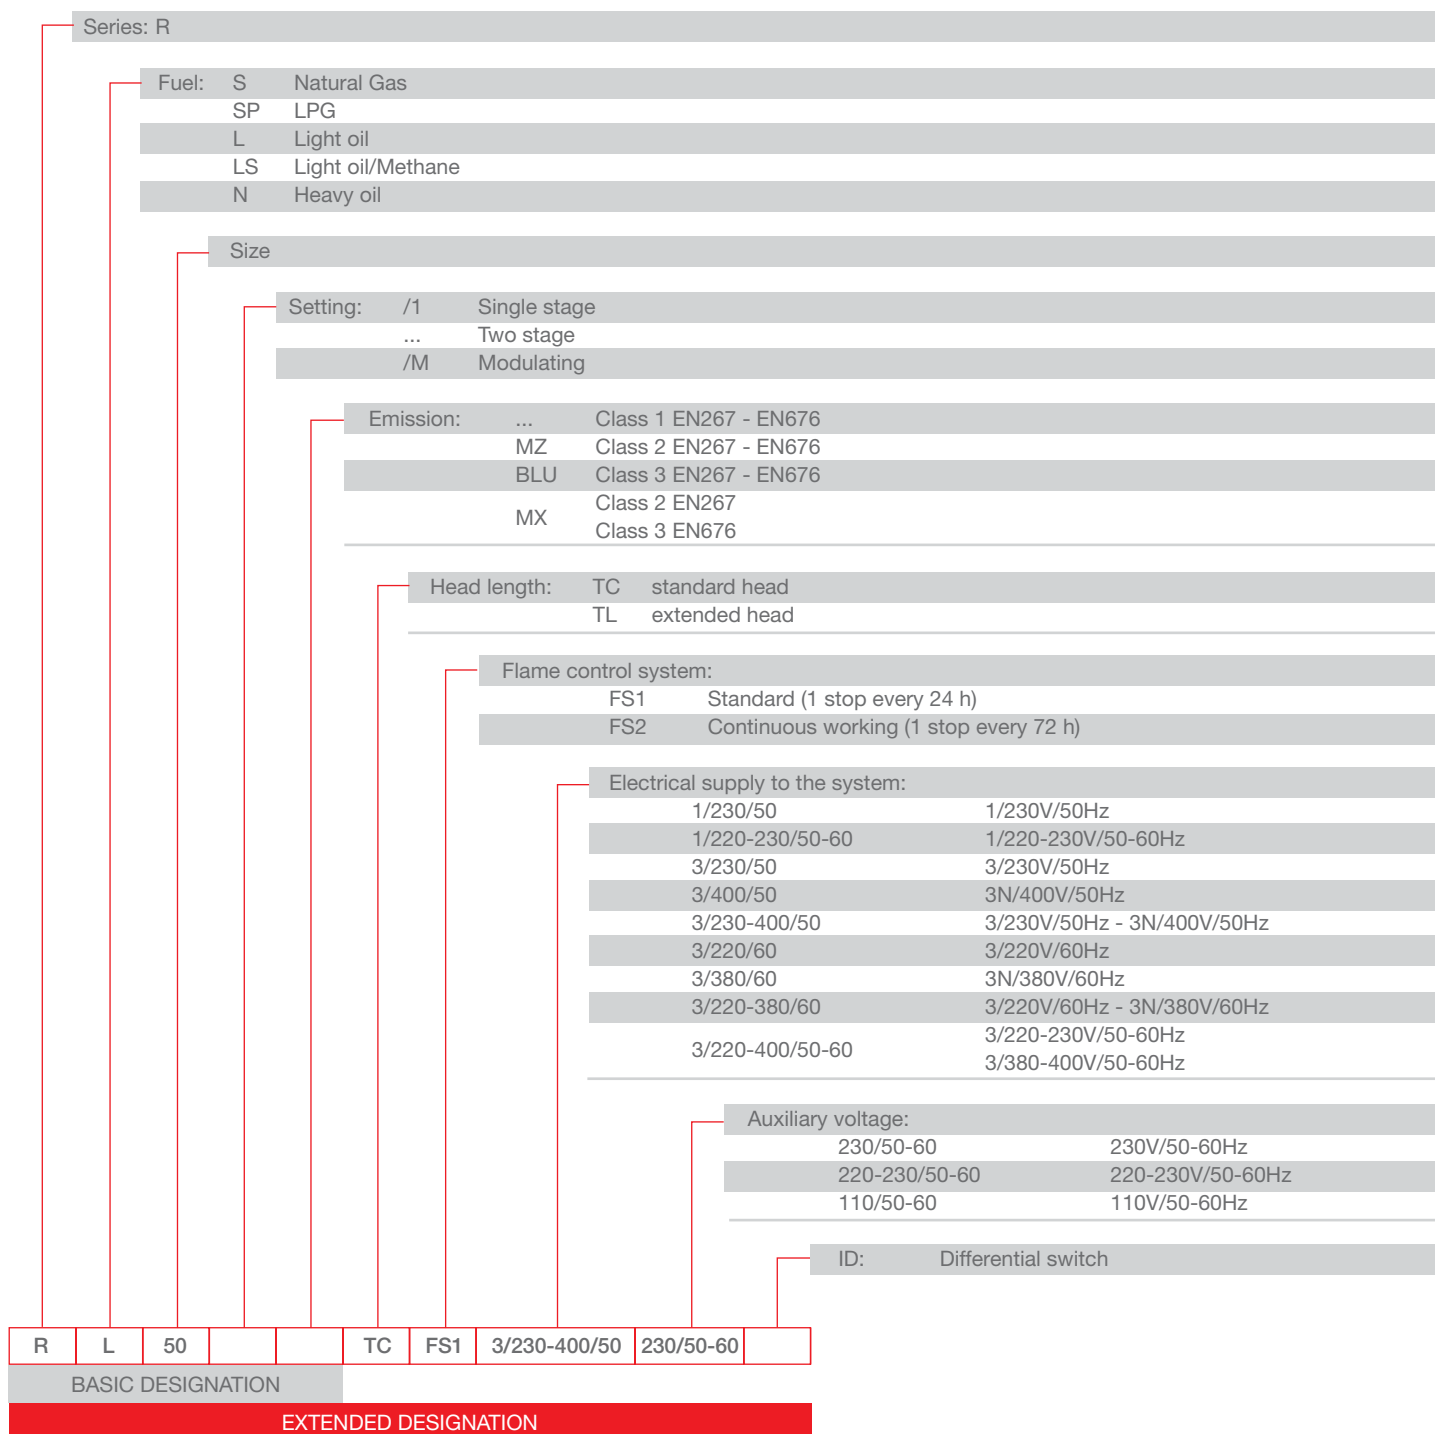 Series: R
Fuel: S Natural Gas
SP LPG
L Light oil
LS Light oil/Methane
N Heavy oil
Size
Setting: /1 Single stage
... Two stage
/M Modulating
Emission: ... Class 1 EN267 - EN676
MZ Class 2 EN267 - EN676
BLU Class 3 EN267 - EN676
MX Class 2 EN267
Class 3 EN676
Head length: TC standard head
TL extended head
Flame control system:
FS1 Standard (1 stop every 24 h)
FS2 Continuous working (1 stop every 72 h)
Electrical supply to the system:
1/230/50 1/230V/50Hz
1/220-230/50-60 1/220-230V/50-60Hz
3/230/50 3/230V/50Hz
3/400/50 3N/400V/50Hz
3/230-400/50 3/230V/50Hz - 3N/400V/50Hz
3/220/60 3/220V/60Hz
3/380/60 3N/380V/60Hz
3/220-380/60 3/220V/60Hz - 3N/380V/60Hz
3/220-400/50-60 3/220-230V/50-60Hz
3/380-400V/50-60Hz
Auxiliary voltage:
230/50-60 230V/50-60Hz
220-230/50-60 220-230V/50-60Hz
110/50-60 110V/50-60Hz
ID: Differential switch
R L 50 TC FS1 3/230-400/50 230/50-60
BASIC DESIGNATION
EXTENDED DESIGNATION